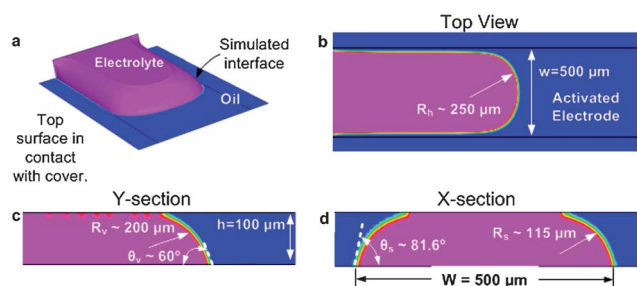 a
Electrolyte
Simulated
interface
Oil
Top
surface in
contact
with cover.
Top View
b
w=500 µm
R_h ~ 250 µm
Activated
Electrode
Y-section
c
R_v ~ 200 µm
h=100 µm
θ_v ~ 60°
X-section
d
θ_s ~ 81.6°
R_s ~ 115 µm
W = 500 µm